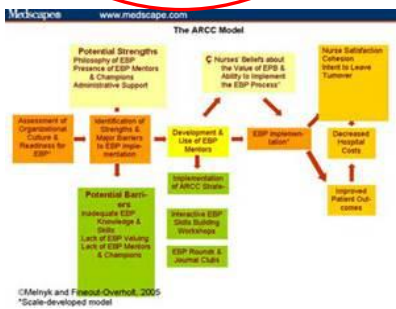 Medscape®
www.medscape.com
The ARCC Model
Potential Strengths
Philosophy of EBP
Presence of EBP Mentors
& Champions
Administrative Support
Ç Nurses' Beliefs about
the Value of EPB &
Ability to Implement
the EBP Process*
Nurse Satisfaction
Cohesion
Intent to Leave
Turnover
Assessment of
Organizational
Culture &
Readiness for
EBP*
Identification of
Strengths &
Major Barriers
to EBP Imple-
mentation
Development &
Use of EBP
Mentors
EBP Implemen-
tation*
Decreased
Hospital
Costs
Potential Barri-
ers
Inadequate EBP
Knowledge &
Skills
Lack of EBP Valuing
Lack of EBP Mentors
& Champions
Implementation
of ARCC Strate-
Interactive EBP
Skills Building
Workshops
EBP Rounds &
Journal Clubs
Improved
Patient Out-
comes
©Melnyk and Fineout-Overholt, 2005
*Scale-developed model